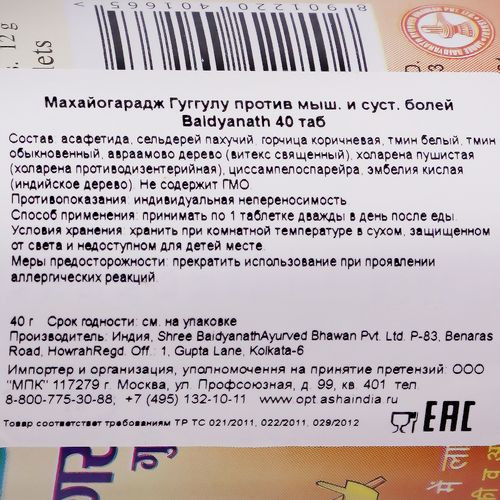 12g
lets
8 901220
065
Махайогарадж Гуггулу против мыш. и суст. болей
Baidyanath 40 таб
Состав: асафетида, сельдерей пахучий, горчица коричневая, тмин белый, тмин
обыкновенный, авраамово дерево (витекс священный), холарена пушистая
(холарена противодизентерийная), циссампелоспарейра, эмбелия кислая
(индийское дерево). Не содержит ГМО.
Противопоказания: индивидуальная непереносимость.
Способ применения: принимать по 1 таблетке дважды в день после еды.
Условия хранения: хранить при комнатной температуре в сухом, защищенном
от света и недоступном для детей месте.
Меры предосторожности: прекратить использование при проявлении
аллергических реакций.
40 г Срок годности: см. на упаковке
Производитель: Индия, Shree BaidyanathAyurved Bhawan Pvt. Ltd. P-83, Benaras
Road, HowrahRegd. Off.: 1, Gupta Lane, Kolkata-6
Импортер и организация, уполномочення на принятие претензий: ООО
"МПК" 117279 г. Москва, ул. Профсоюзная, д. 99, кв. 401 тел.
8-800-775-30-88; +7 (495) 132-10-11 www.opt.ashaindia.ru
Товар соответствует требованиям ТР ТС 021/2011, 022/2011, 029/2012
EAC